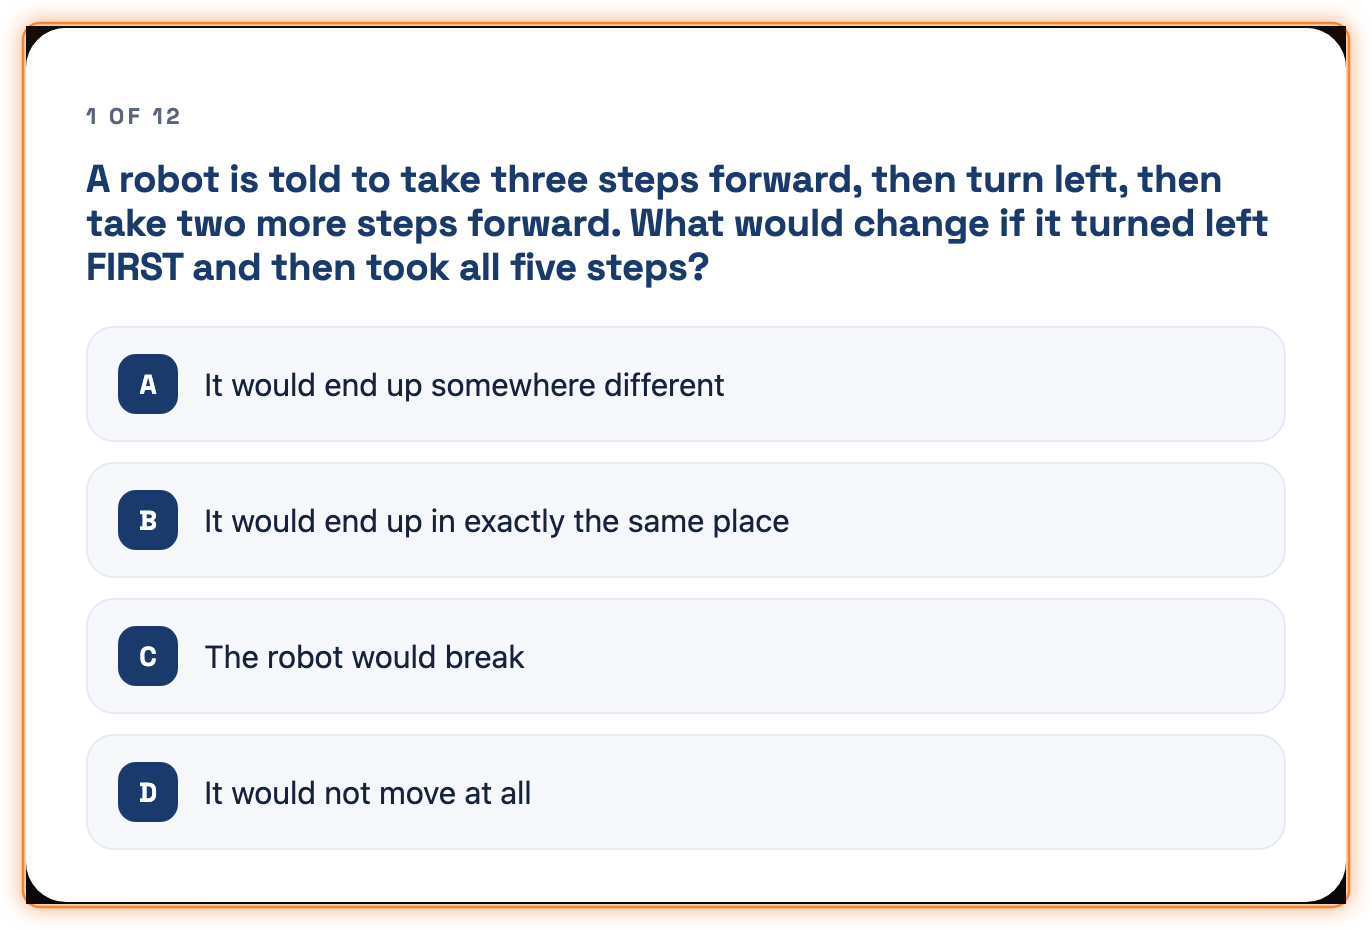 1 OF 12
A robot is told to take three steps forward, then turn left, then
take two more steps forward. What would change if it turned left
FIRST and then took all five steps?
A It would end up somewhere different
B It would end up in exactly the same place
C The robot would break
D It would not move at all